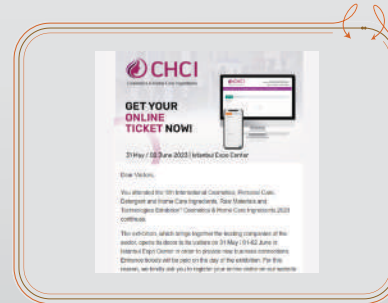 CHCI
Cosmetics & Home Care Ingredients
GET YOUR
ONLINE
TICKET NOW!
31 May / 02 June 2023 | Istanbul Expo Center
Dear Visitors,
You attended the 5th International Cosmetics, Personal Care,
Detergent and Home Care Ingredients, Raw Materials and
Technologies Exhibition" Cosmetics & Home Care Ingredients 2023
continues.
The exhibition, which brings together the leading companies of the
sector, opens its doors to its visitors on 31 May / 01-02 June in
Istanbul Expo Center in order to provide new business connections.
Entrance tickets will be paid on the day of the exhibition. For this
reason, we kindly ask you to register your online visitor on our website